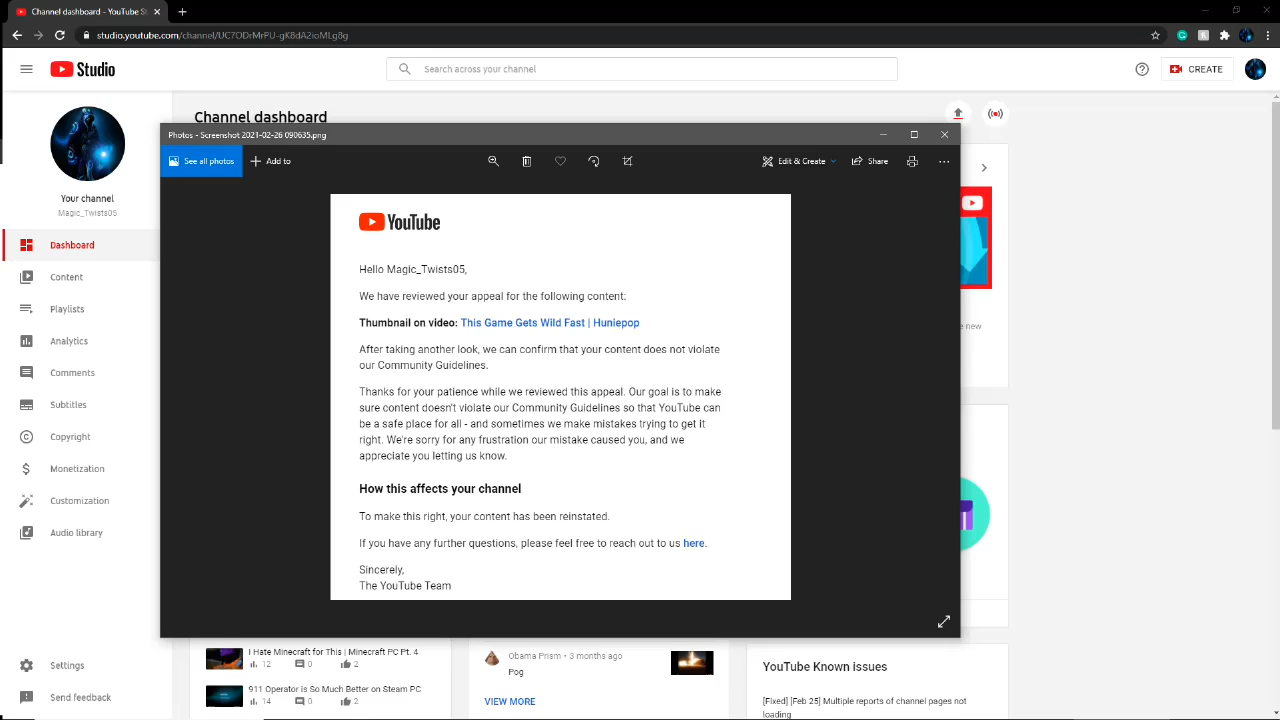 Channel dashboard - YouTube St
studio.youtube.com/channel/UC7ODrMrPU-gK8dA2ioMLg8g
Studio
Search across your channel
CREATE
Channel dashboard
Your channel
Magic_Twists05
Dashboard
Content
Playlists
Analytics
Comments
Subtitles
Copyright
Monetization
Customization
Audio library
Settings
Send feedback
Photos - Screenshot 2021-02-26 090635.png
See all photos
Add to
Edit & Create
Share
YouTube
Hello Magic_Twists05,
We have reviewed your appeal for the following content:
Thumbnail on video: This Game Gets Wild Fast | Huniepop
After taking another look, we can confirm that your content does not violate
our Community Guidelines.
Thanks for your patience while we reviewed this appeal. Our goal is to make
sure content doesn't violate our Community Guidelines so that YouTube can
be a safe place for all - and sometimes we make mistakes trying to get it
right. We're sorry for any frustration our mistake caused you, and we
appreciate you letting us know.
How this affects your channel
To make this right, your content has been reinstated.
If you have any further questions, please feel free to reach out to us here.
Sincerely,
The YouTube Team
e new
I Hate Minecraft for This | Minecraft PC Pt. 4
12 0 2
911 Operator is So Much Better on Steam PC
14 0 2
Obama Prism • 3 months ago
Pog
VIEW MORE
YouTube Known issues
[Fixed] [Feb 25] Multiple reports of channel pages not
loading